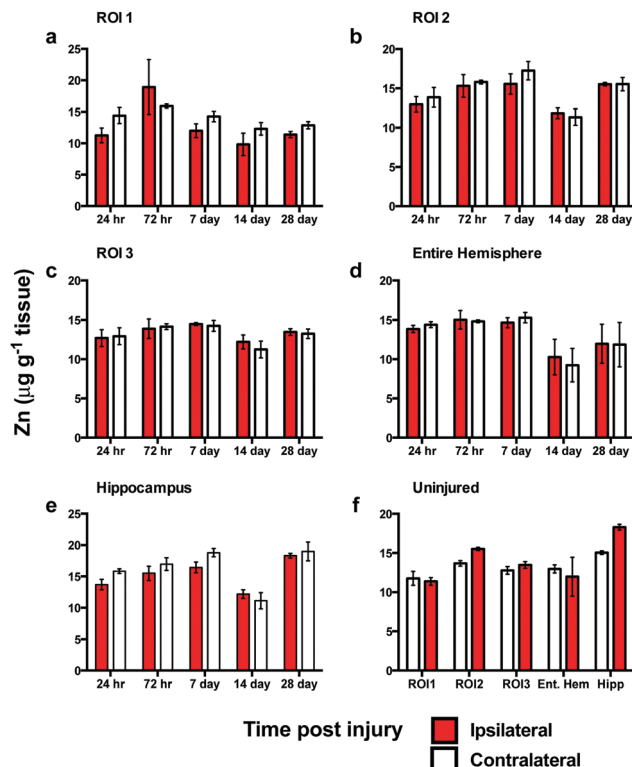 ROI 1
ROI 2
a
b
25
20
15
10
5
0
24 hr 72 hr 7 day 14 day 28 day
20
15
10
5
0
24 hr 72 hr 7 day 14 day 28 day
ROI 3
Entire Hemisphere
c
d
20
15
10
5
0
24 hr 72 hr 7 day 14 day 28 day
20
15
10
5
0
24 hr 72 hr 7 day 14 day 28 day
Zn (µg g-1 tissue)
Hippocampus
Uninjured
e
f
25
20
15
10
5
0
24 hr 72 hr 7 day 14 day 28 day
20
15
10
5
0
ROI1 ROI2 ROI3 Ent. Hem Hipp
Time post injury
Ipsilateral
Contralateral